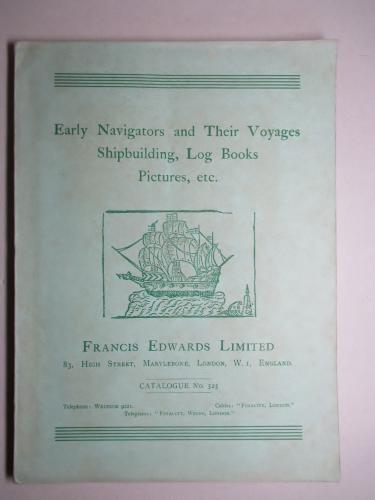 Early Navigators and Their Voyages
Shipbuilding, Log Books
Pictures, etc.
FRANCIS EDWARDS LIMITED
83, HIGH STREET, MARYLEBONE, LONDON, W. 1, ENGLAND.
CATALOGUE No. 525
Telephone: WELBECK 9221. Cables: "FINALITY, LONDON."
Telegrams: "FINALITY, WESDO, LONDON."